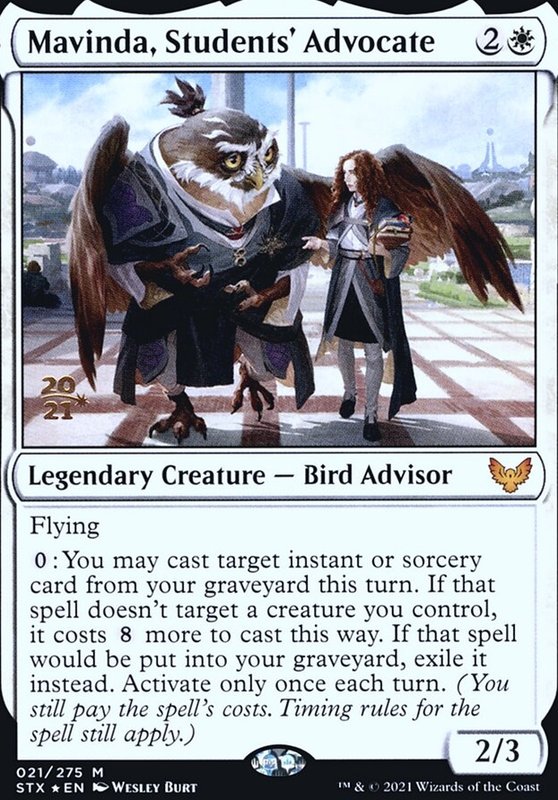 Mavinda, Students' Advocate 2
20
21
Legendary Creature — Bird Advisor
Flying
0: You may cast target instant or sorcery
card from your graveyard this turn. If that
spell doesn't target a creature you control,
it costs 8 more to cast this way. If that spell
would be put into your graveyard, exile it
instead. Activate only once each turn. (You
still pay the spell's costs. Timing rules for the
spell still apply.)
2/3
021/275 M
STX ★ EN Wesley Burt
™ & © 2021 Wizards of the Coast